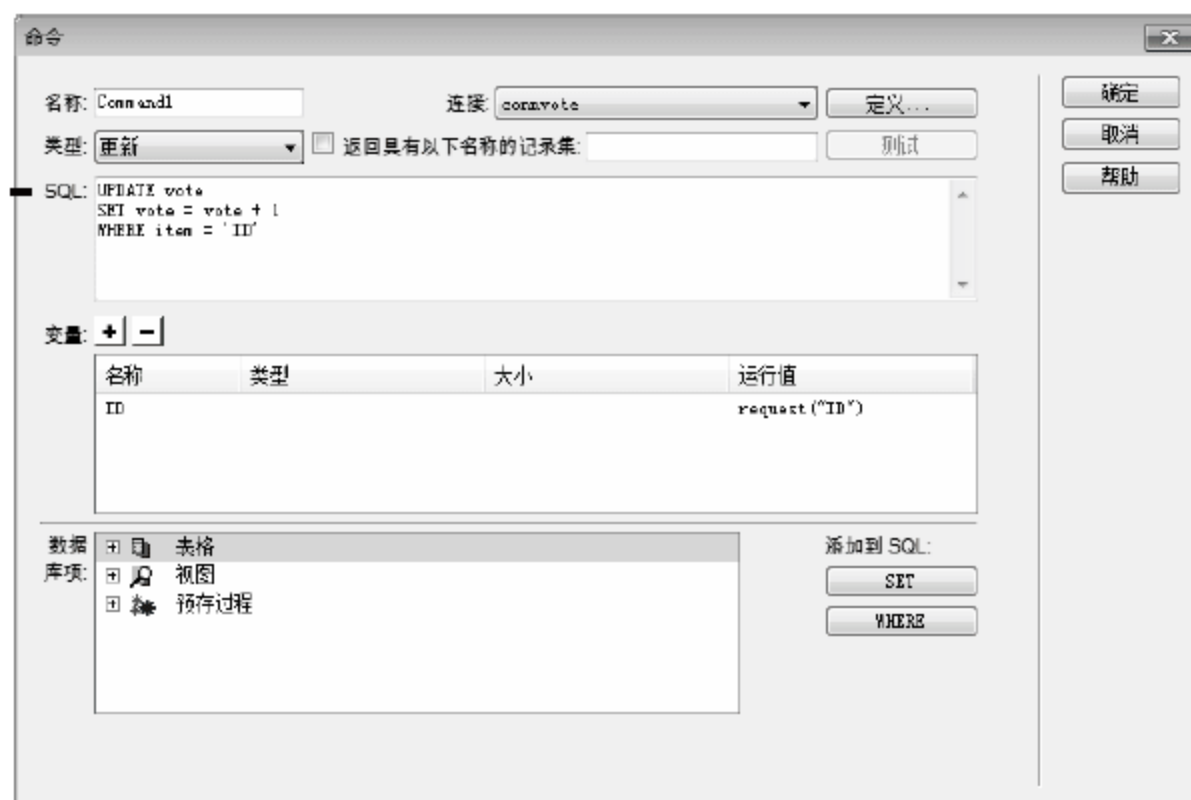 命令
名称: Command1 连接: connvote 定义...
类型: 更新 返回具有以下名称的记录集: 测试
SQL: UPDATE vote
SET vote = vote + 1
WHERE item = 'ID'
变量: + −
名称 类型 大小 运行值
ID request("ID")
数据库项: 表格
视图
预存过程
添加到 SQL:
SET
WHERE
确定
取消
帮助